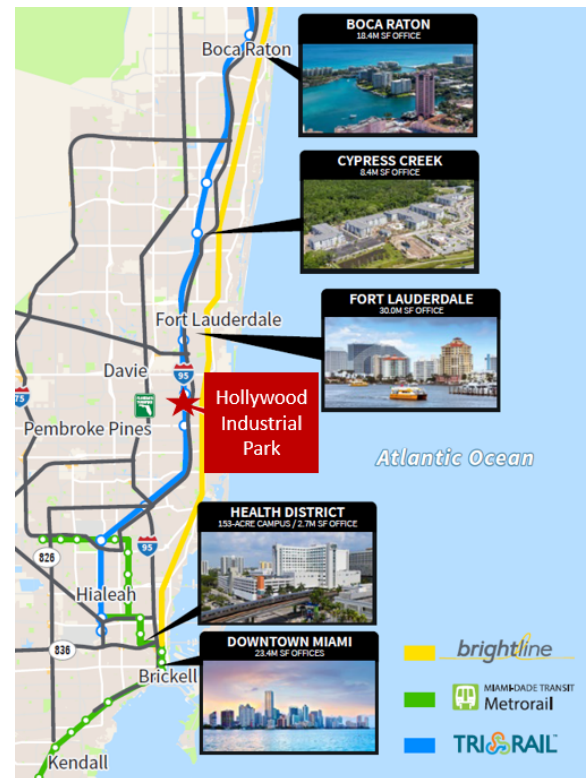 BOCA RATON
18.4M SF OFFICE
Boca Raton
CYPRESS CREEK
8.4M SF OFFICE
FORT LAUDERDALE
30.0M SF OFFICE
Fort Lauderdale
95
Davie
75
Hollywood
Industrial
Park
Pembroke Pines
Atlantic Ocean
HEALTH DISTRICT
153-ACRE CAMPUS / 2.7M SF OFFICE
826
95
Hialeah
836
DOWNTOWN MIAMI
23.4M SF OFFICES
Brickell
Kendall
brightline
MIAMI-DADE TRANSIT
Metrorail
TRI RAIL